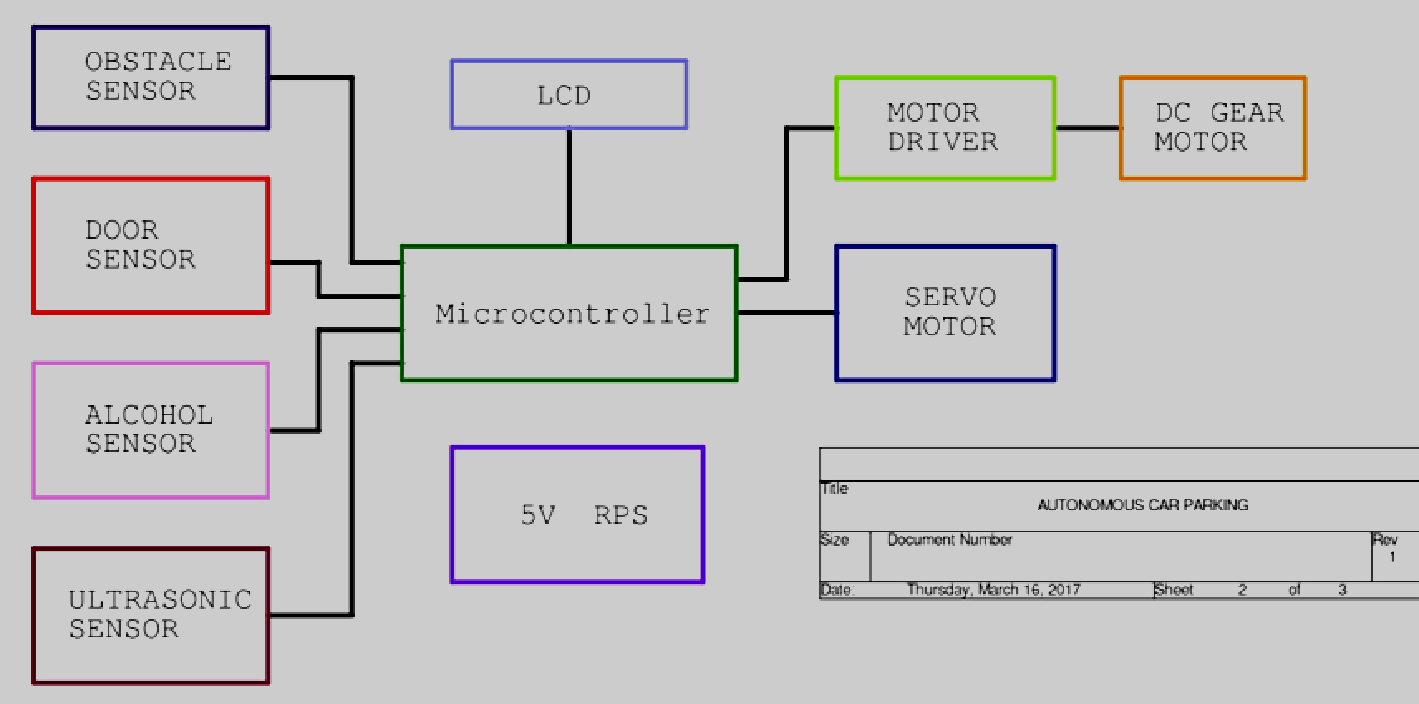 OBSTACLE
SENSOR
LCD
MOTOR
DRIVER
DC GEAR
MOTOR
DOOR
SENSOR
Microcontroller
SERVO
MOTOR
ALCOHOL
SENSOR
5V RPS
ULTRASONIC
SENSOR
Title
AUTONOMOUS CAR PARKING
Size Document Number Rev
1
Date: Thursday, March 16, 2017 Sheet 2 of 3